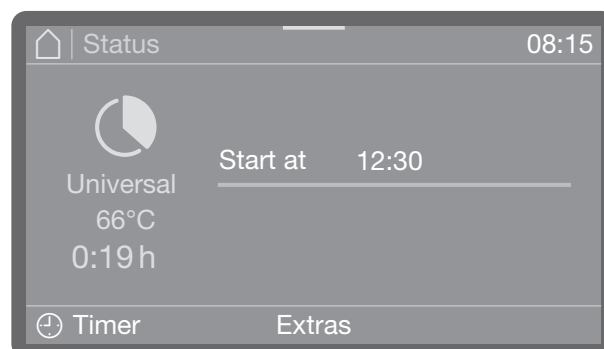 Status 08:15
Start at 12:30
Universal
66°C
0:19 h
Timer Extras